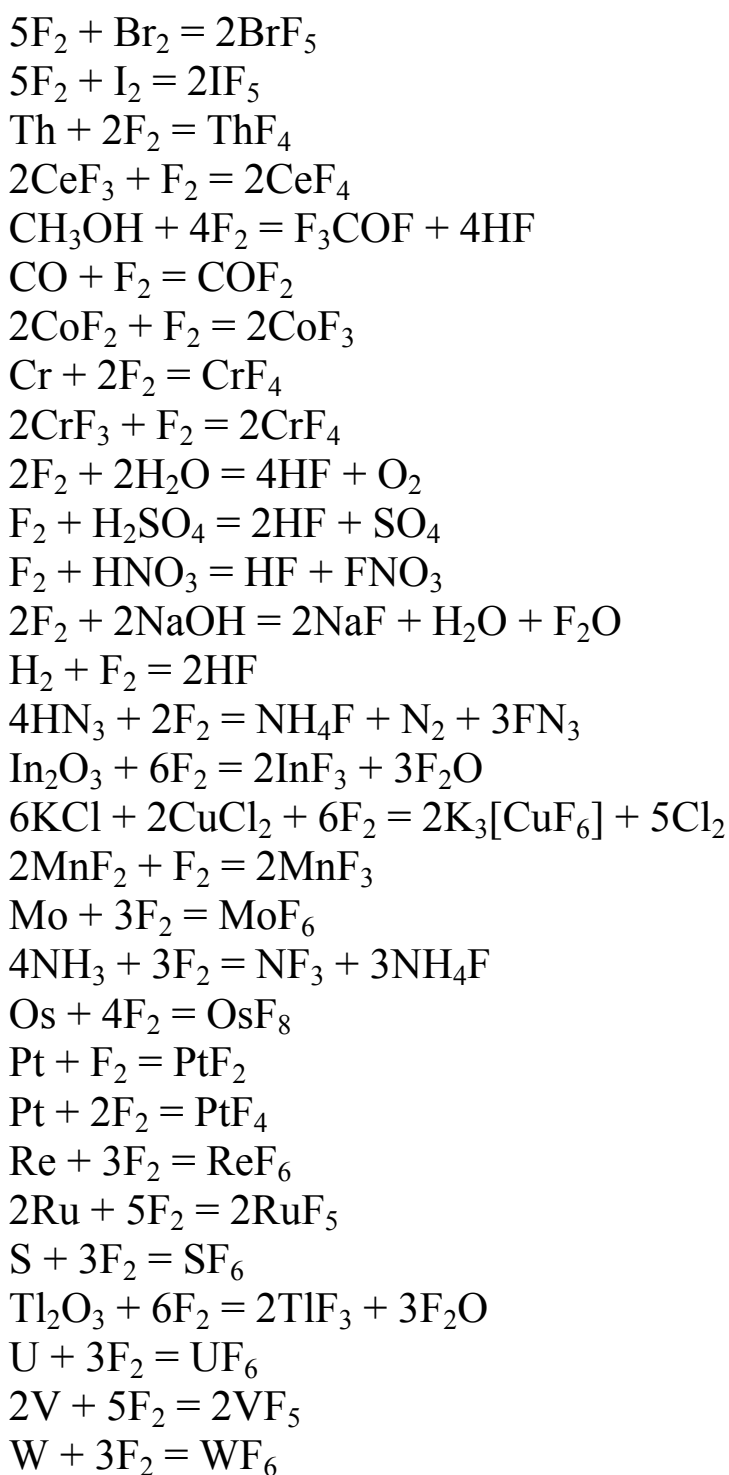 5F₂ + Br₂ = 2BrF₅
5F₂ + I₂ = 2IF₅
Th + 2F₂ = ThF₄
2CeF₃ + F₂ = 2CeF₄
CH₃OH + 4F₂ = F₃COF + 4HF
CO + F₂ = COF₂
2CoF₂ + F₂ = 2CoF₃
Cr + 2F₂ = CrF₄
2CrF₃ + F₂ = 2CrF₄
2F₂ + 2H₂O = 4HF + O₂
F₂ + H₂SO₄ = 2HF + SO₄
F₂ + HNO₃ = HF + FNO₃
2F₂ + 2NaOH = 2NaF + H₂O + F₂O
H₂ + F₂ = 2HF
4HN₃ + 2F₂ = NH₄F + N₂ + 3FN₃
In₂O₃ + 6F₂ = 2InF₃ + 3F₂O
6KCl + 2CuCl₂ + 6F₂ = 2K₃[CuF₆] + 5Cl₂
2MnF₂ + F₂ = 2MnF₃
Mo + 3F₂ = MoF₆
4NH₃ + 3F₂ = NF₃ + 3NH₄F
Os + 4F₂ = OsF₈
Pt + F₂ = PtF₂
Pt + 2F₂ = PtF₄
Re + 3F₂ = ReF₆
2Ru + 5F₂ = 2RuF₅
S + 3F₂ = SF₆
Tl₂O₃ + 6F₂ = 2TlF₃ + 3F₂O
U + 3F₂ = UF₆
2V + 5F₂ = 2VF₅
W + 3F₂ = WF₆